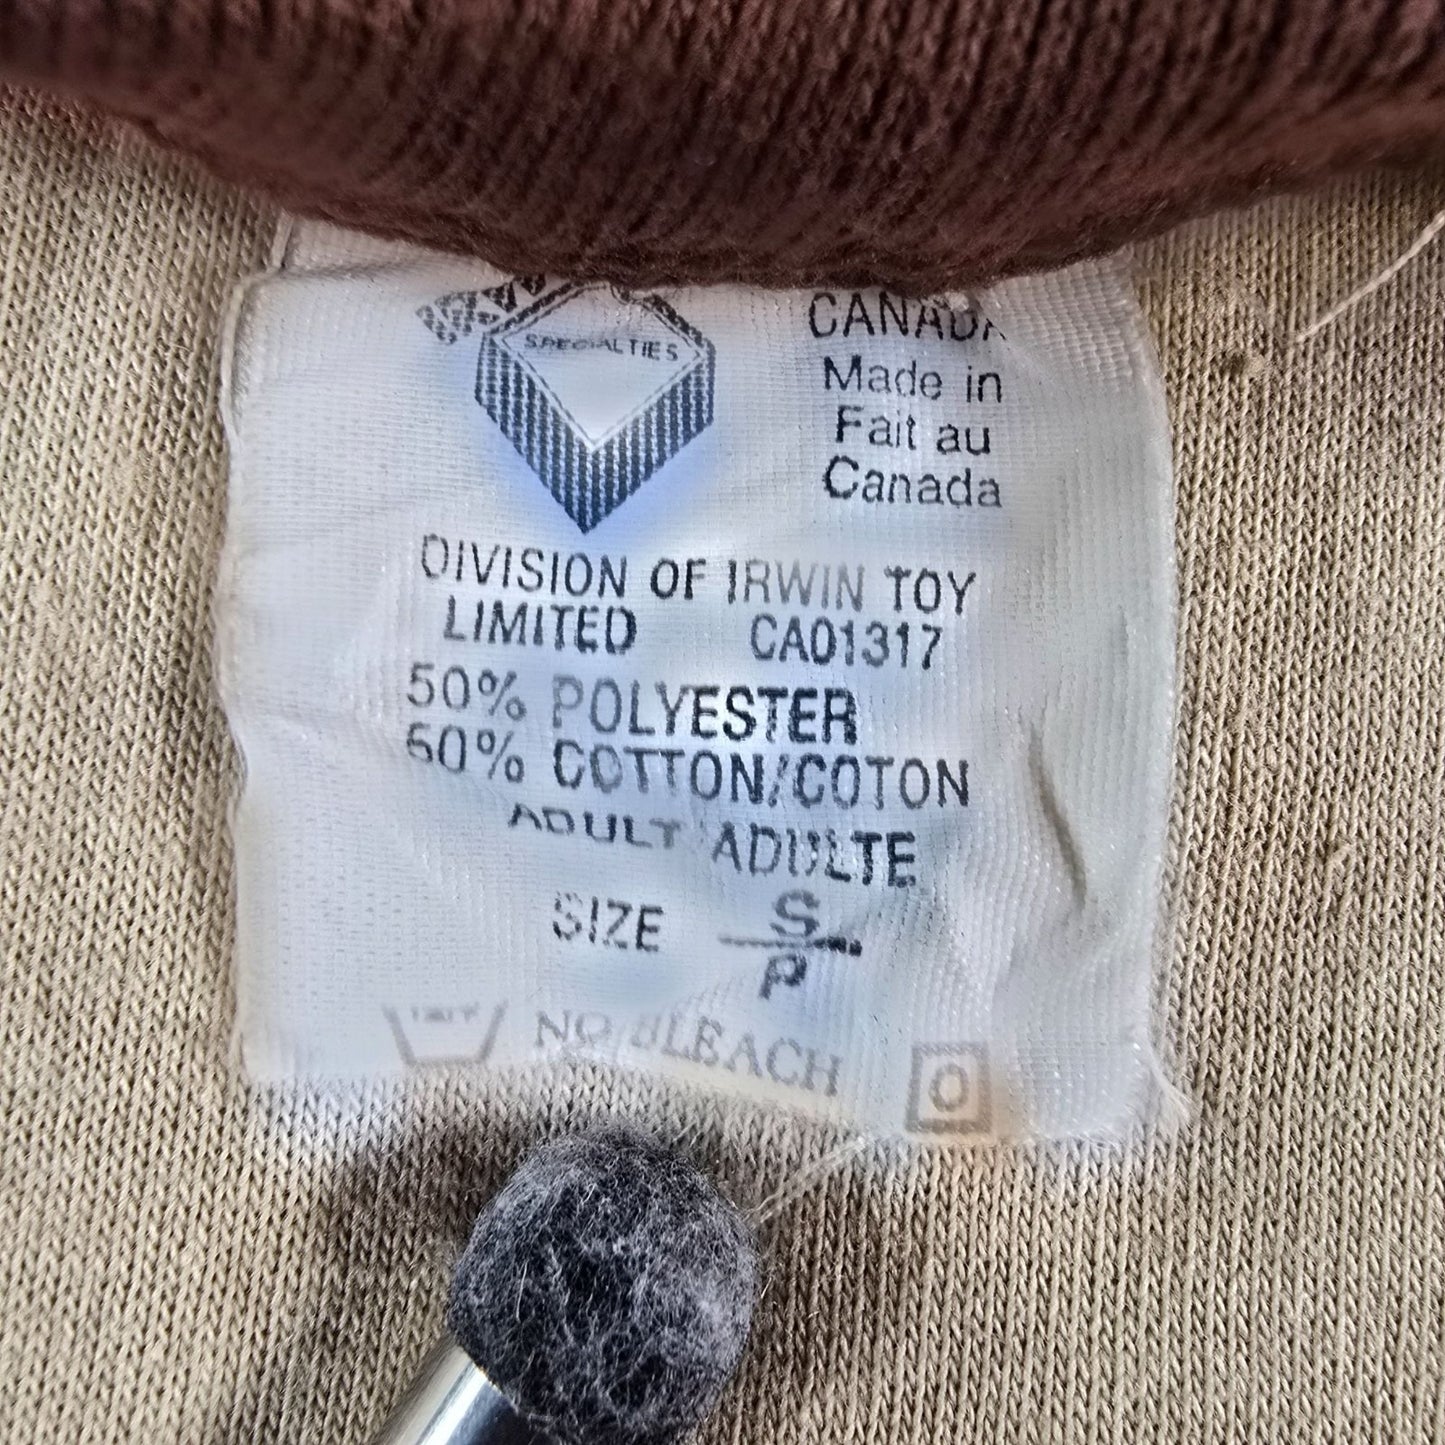 SPECIALTIES
CANADA
Made in
Fait au
Canada
DIVISION OF IRWIN TOY
LIMITED CA01317
50% POLYESTER
50% COTTON/COTON
ADULT ADULTE
SIZE S
P
NO BLEACH
O